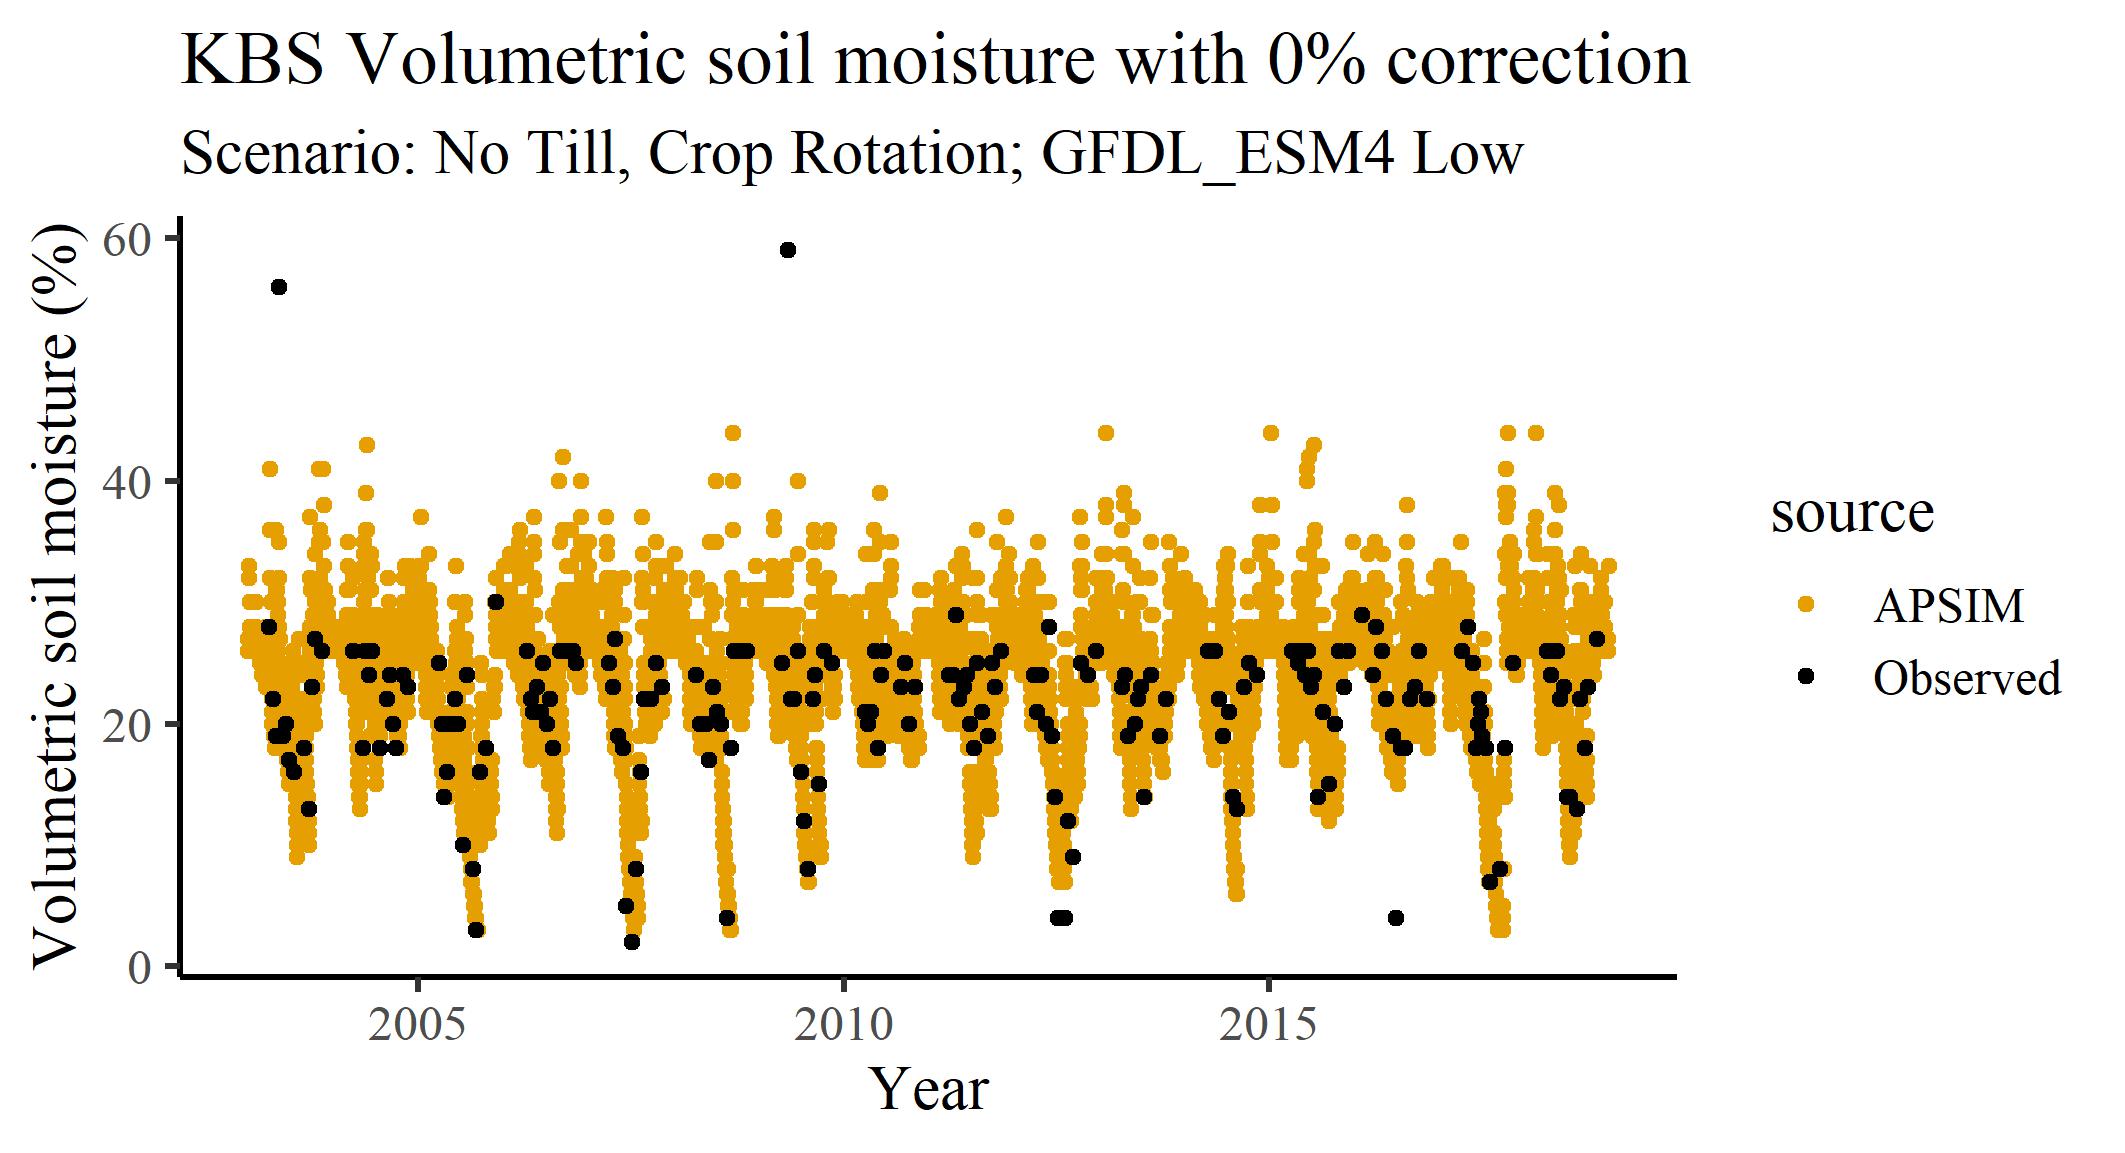 KBS Volumetric soil moisture with 0% correction
Scenario: No Till, Crop Rotation; GFDL_ESM4 Low
Volumetric soil moisture (%)
60
40
20
0
2005 2010 2015
Year
source
APSIM
Observed